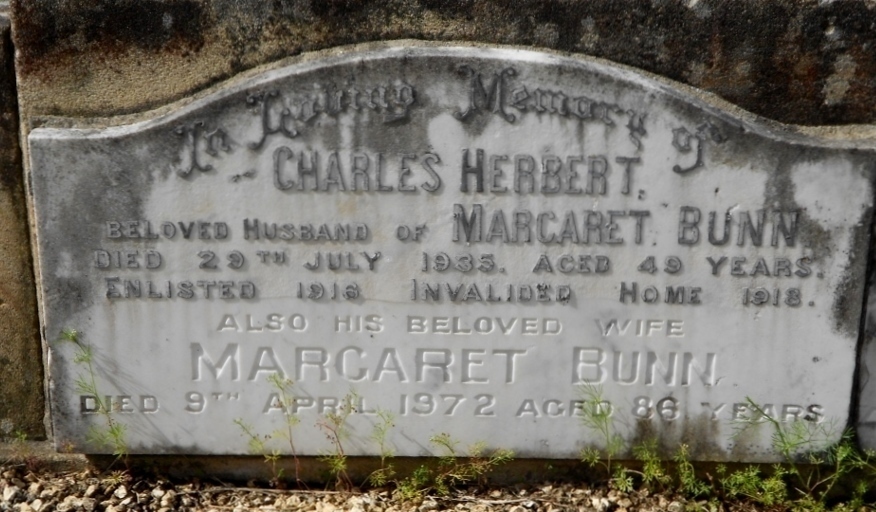 In Loving Memory of
CHARLES HERBERT,
BELOVED HUSBAND OF MARGARET BUNN,
DIED 29TH JULY 1935. AGED 49 YEARS.
ENLISTED 1916 INVALIDED HOME 1918.
ALSO HIS BELOVED WIFE
MARGARET BUNN,
DIED 9TH APRIL 1972 AGED 86 YEARS